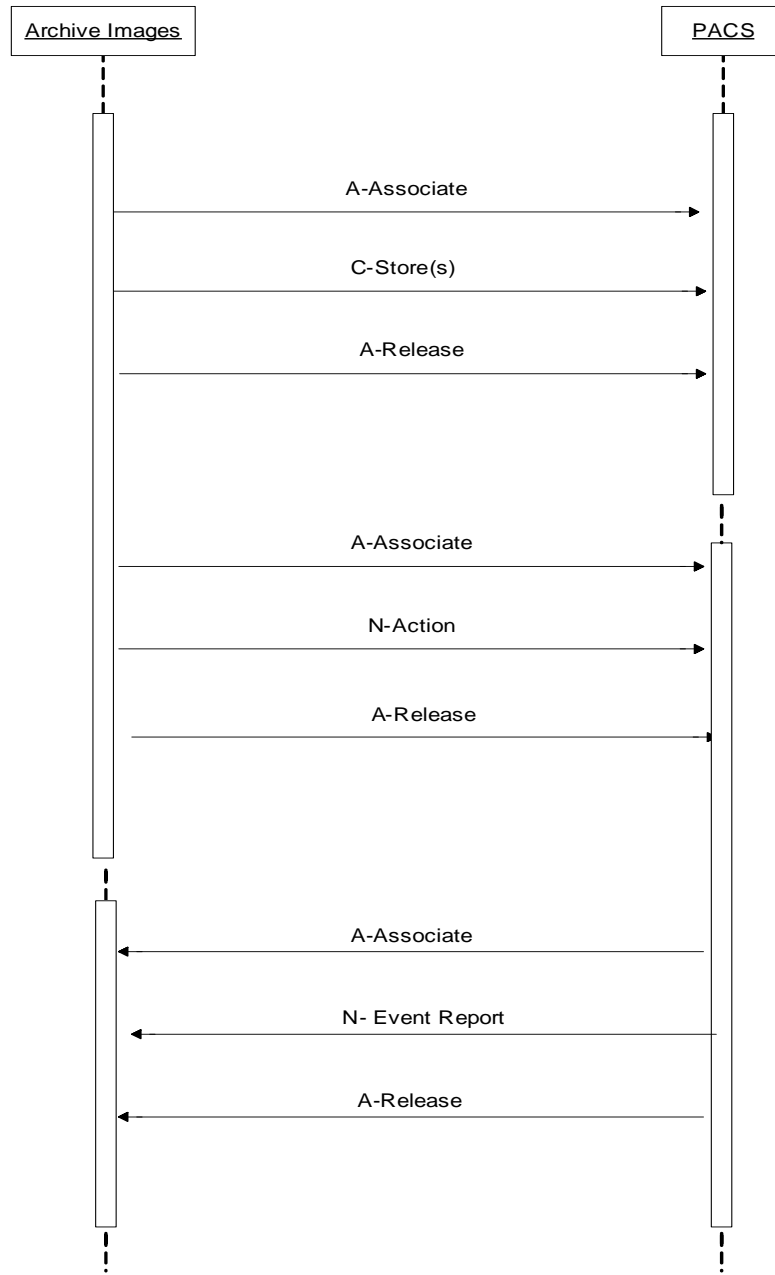 Archive Images
PACS
A-Associate
C-Store(s)
A-Release
A-Associate
N-Action
A-Release
A-Associate
N- Event Report
A-Release